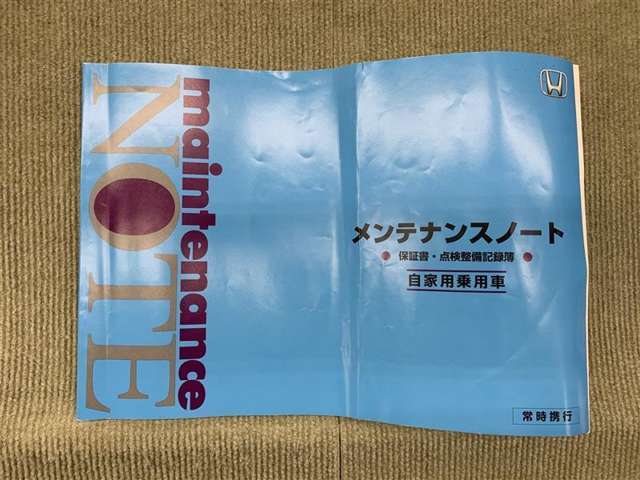 maintenance
NOTE
メンテナンスノート
保証書・点検整備記録簿
自家用乗用車
常時携行